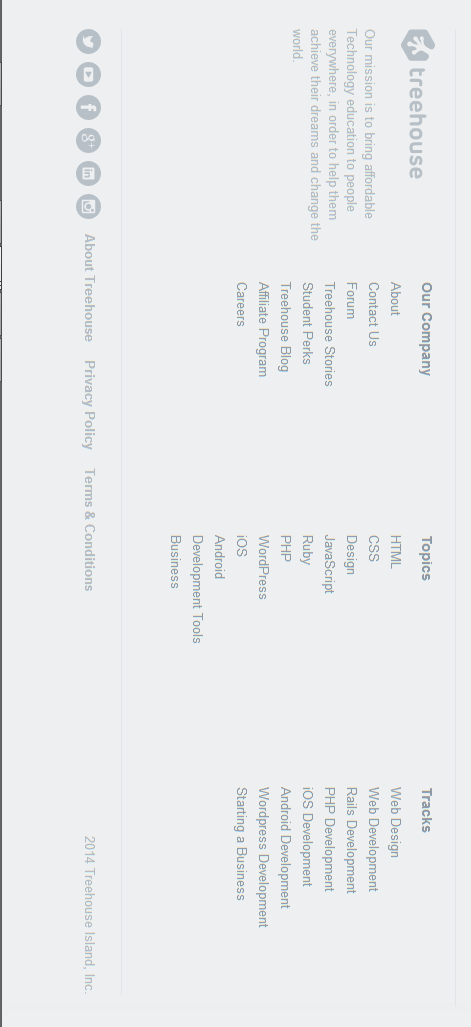 treehouse
Our mission is to bring affordable
Technology education to people
everywhere, in order to help them
achieve their dreams and change the
world.
Our Company
About
Contact Us
Forum
Treehouse Stories
Student Perks
Treehouse Blog
Affiliate Program
Careers
Topics
HTML
CSS
Design
JavaScript
Ruby
PHP
WordPress
iOS
Android
Development Tools
Business
Tracks
Web Design
Web Development
Rails Development
PHP Development
iOS Development
Android Development
Wordpress Development
Starting a Business
f
g+
in
About Treehouse
Privacy Policy
Terms & Conditions
2014 Treehouse Island, Inc.